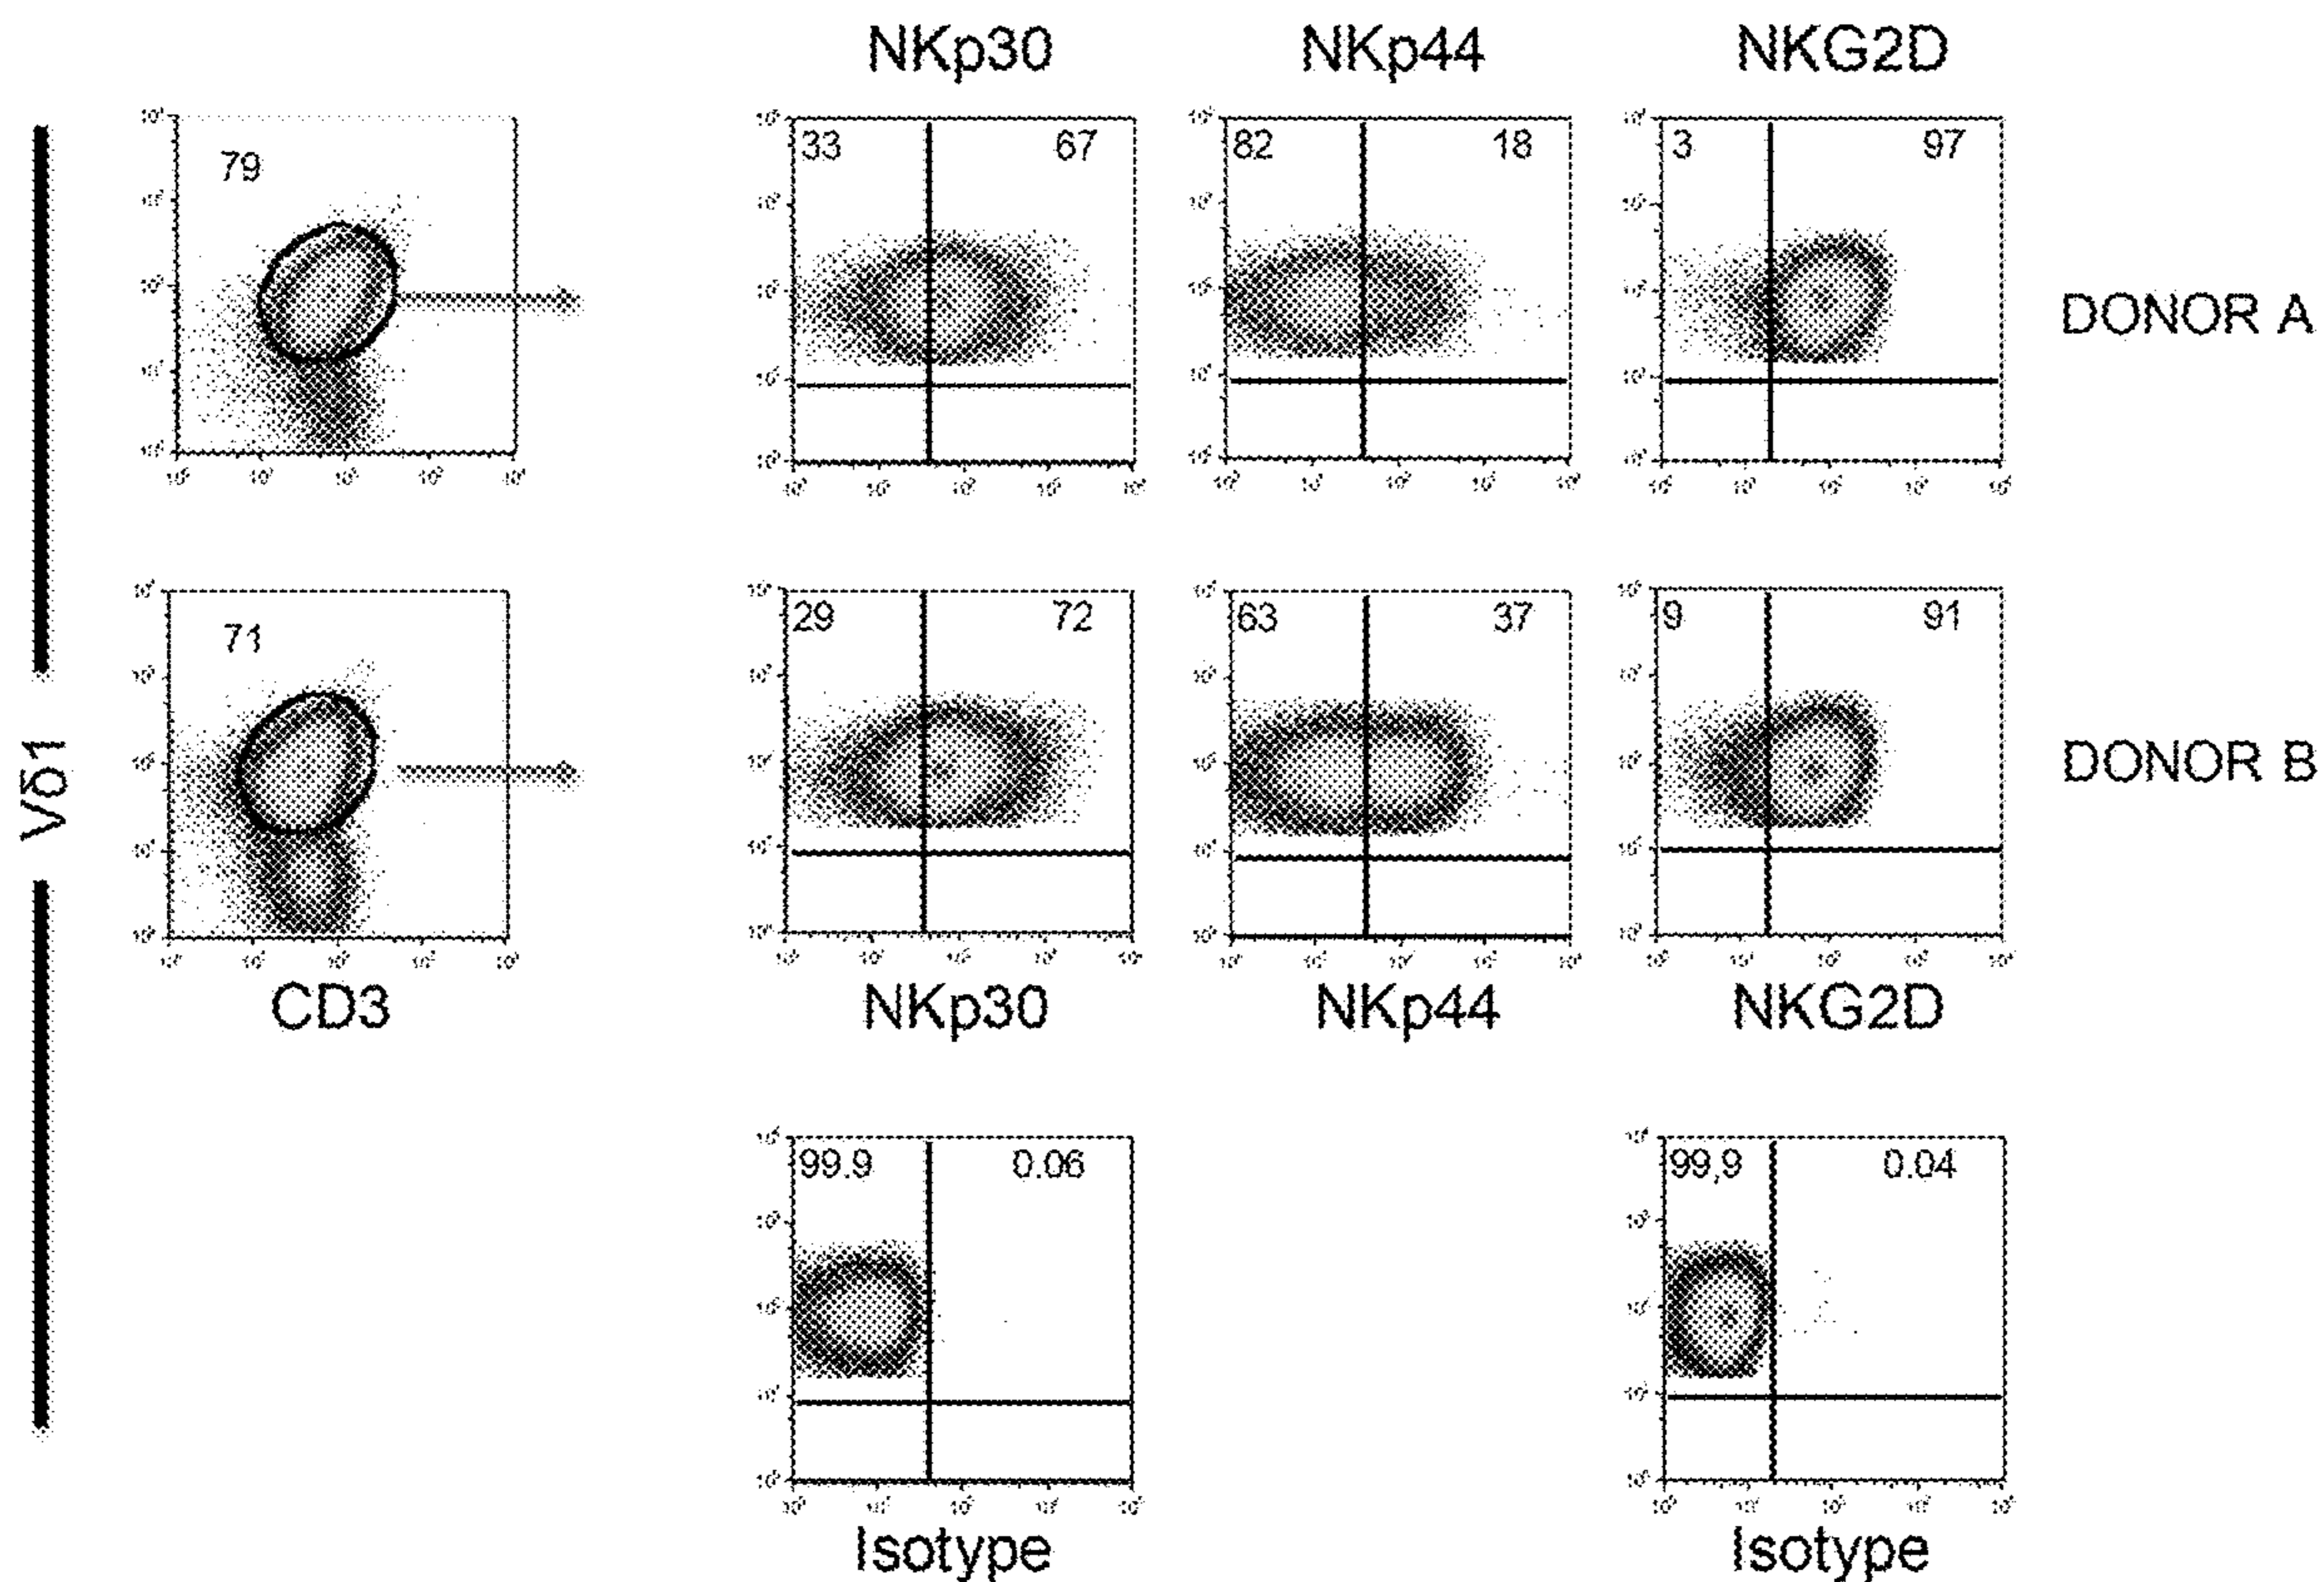 NKp30 NKp44 NKG2D
79
33 67
82 18
3 97
DONOR A
71
29 72
63 37
9 91
DONOR B
Vδ1
CD3
NKp30 NKp44 NKG2D
99.9 0.06
99,9 0.04
Isotype Isotype